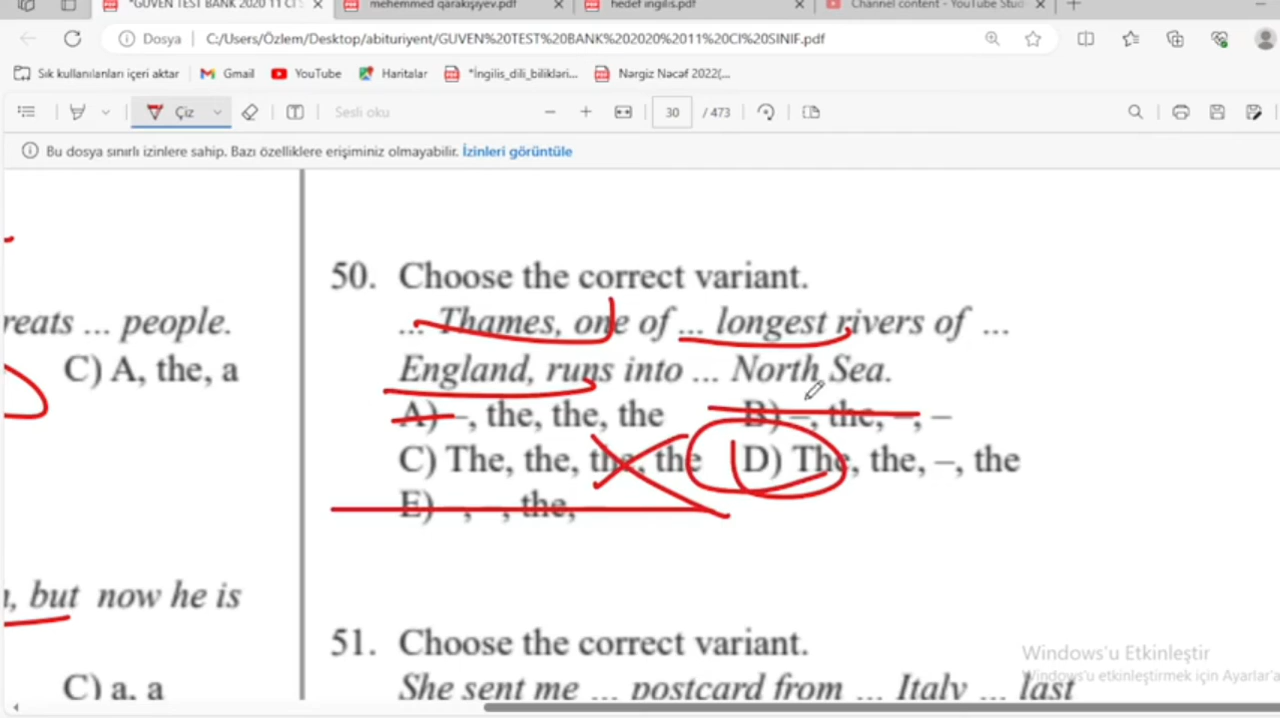 *GÜVEN TEST BANK 2020 11 Cİ S
mehemmed qarakışıyev.pdf
hedef ingilis.pdf
Channel content - YouTube Stud
Dosya
C:/Users/Özlem/Desktop/abituriyent/GUVEN%20TEST%20BANK%202020%2011%20CI%20SINIF.pdf
Sık kullanılanları içeri aktar
Gmail
YouTube
Haritalar
*İngilis_dili_bilikləri...
Nərgiz Nəcəf 2022(...
Çiz
Sesli oku
30 / 473
Bu dosya sınırlı izinlere sahip. Bazı özelliklere erişiminiz olmayabilir. İzinleri görüntüle
reats ... people.
C) A, the, a
, but now he is
C) a, a
50. Choose the correct variant.
... Thames, one of ... longest rivers of ...
England, runs into ... North Sea.
A) –, the, the, the B) –, the, –, –
C) The, the, the, the D) The, the, –, the
E) –, –, the,
51. Choose the correct variant.
She sent me ... postcard from ... Italy ... last
Windows'u Etkinleştir
Windows'u etkinleştirmek için Ayarlar'a